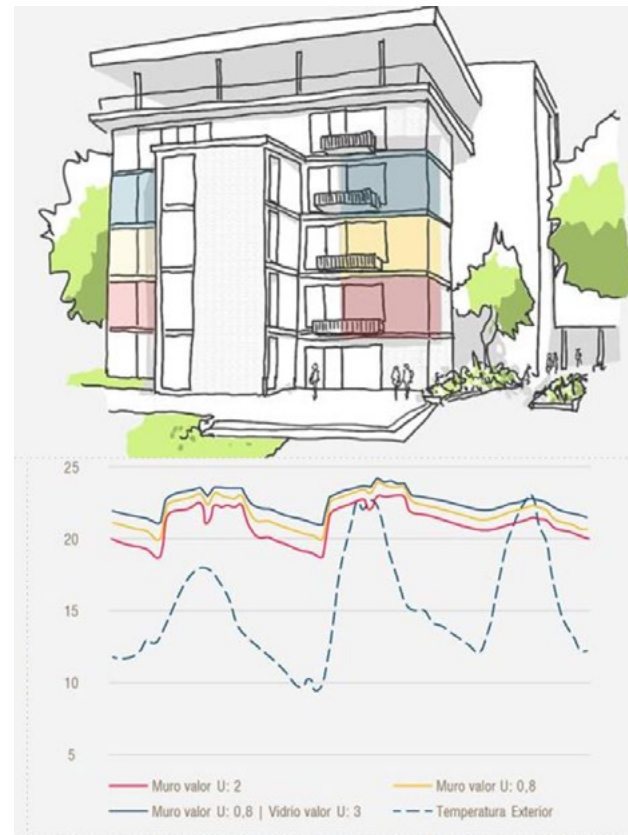 25
20
15
10
5
Muro valor U: 2
Muro valor U: 0,8
Muro valor U: 0,8 | Vidrio valor U: 3
Temperatura Exterior